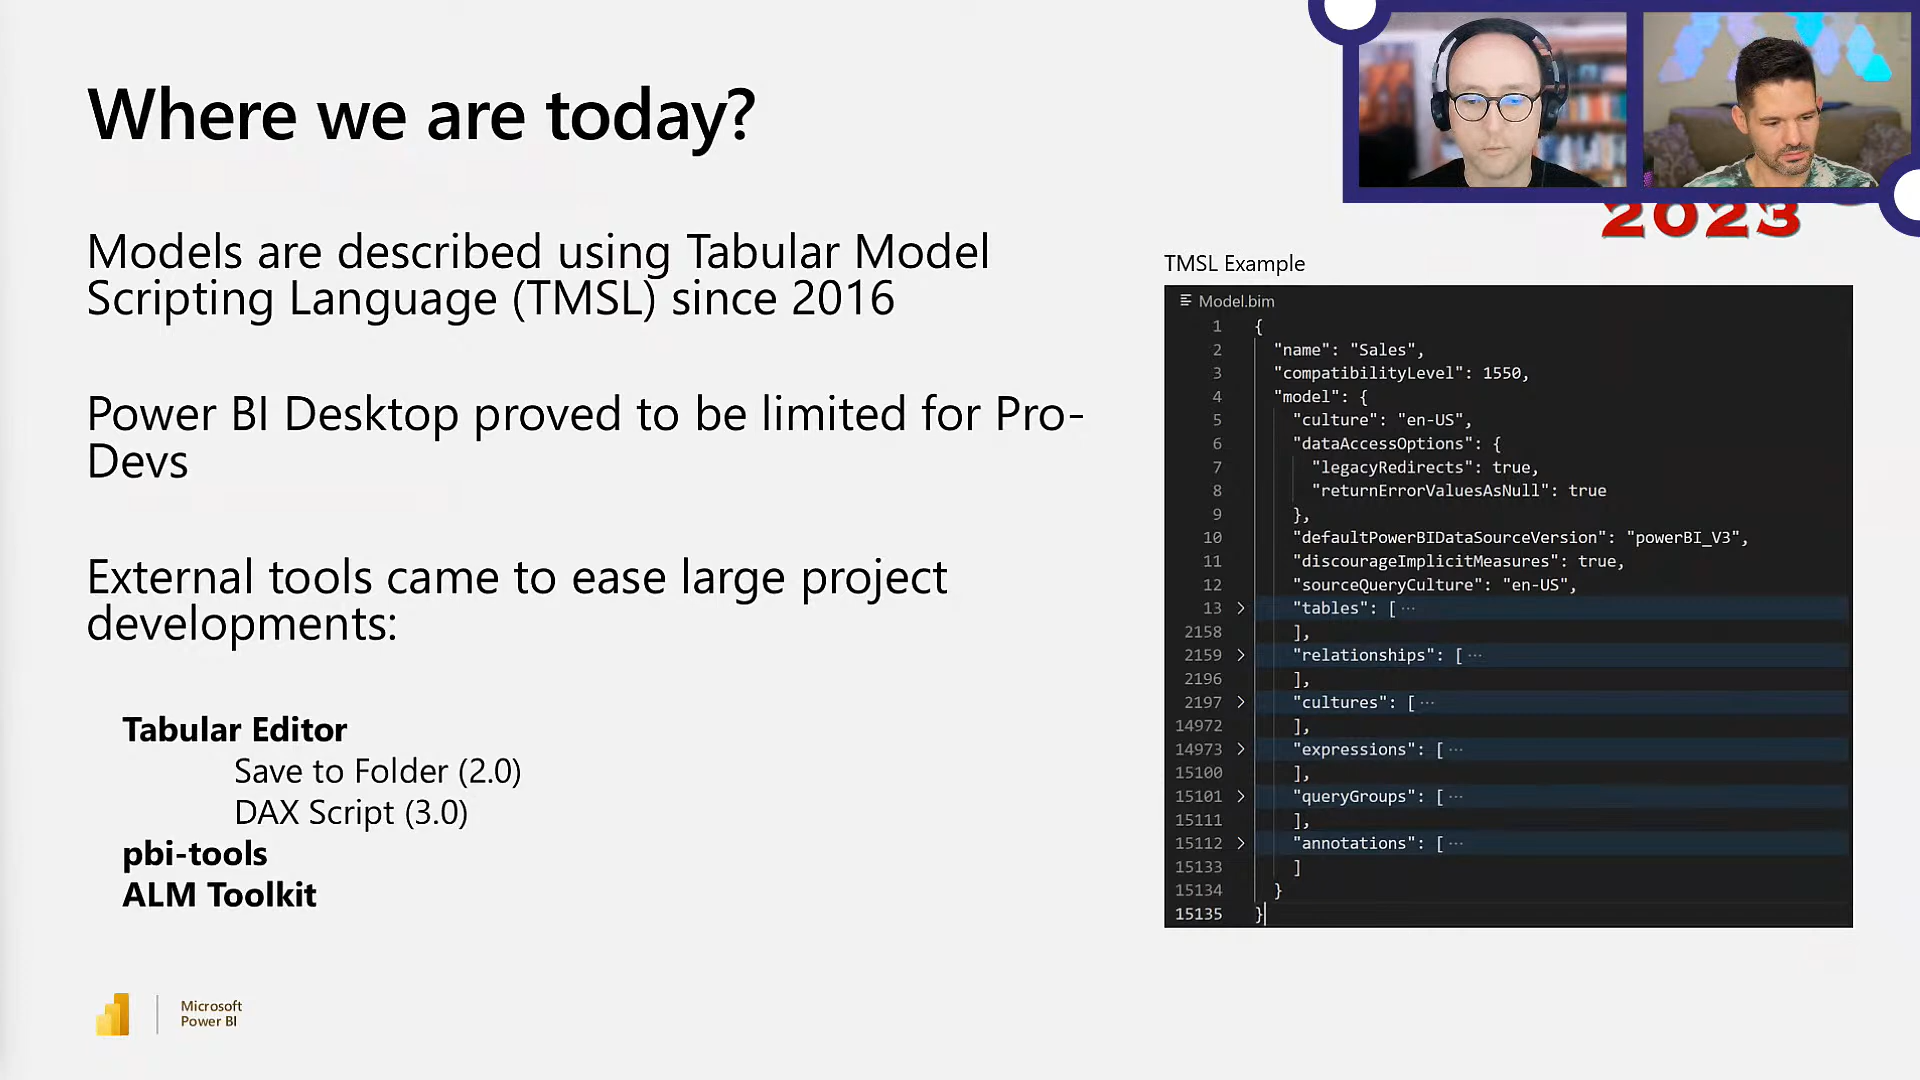 Where we are today?
Models are described using Tabular Model
Scripting Language (TMSL) since 2016
Power BI Desktop proved to be limited for Pro-
Devs
External tools came to ease large project
developments:
Tabular Editor
Save to Folder (2.0)
DAX Script (3.0)
pbi-tools
ALM Toolkit
Microsoft
Power BI
2023
TMSL Example
Model.bim
1 {
2 "name": "Sales",
3 "compatibilityLevel": 1550,
4 "model": {
5 "culture": "en-US",
6 "dataAccessOptions": {
7 "legacyRedirects": true,
8 "returnErrorValuesAsNull": true
9 },
10 "defaultPowerBIDataSourceVersion": "powerBI_V3",
11 "discourageImplicitMeasures": true,
12 "sourceQueryCulture": "en-US",
13 > "tables": [ ···
2158 ],
2159 > "relationships": [ ···
2196 ],
2197 > "cultures": [ ···
14972 ],
14973 > "expressions": [ ···
15100 ],
15101 > "queryGroups": [ ···
15111 ],
15112 > "annotations": [ ···
15133 ]
15134 }
15135 }